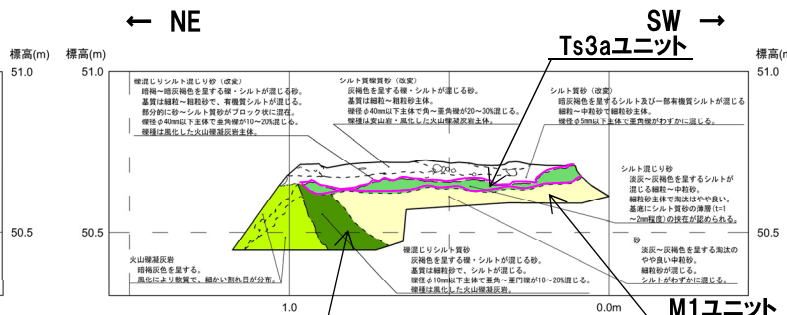 ← NE
SW →
Ts3aユニット
標高(m)
標高(m)
標高(m)
51.0
51.0
51.0
50.5
50.5
50.5
礫混じりシルト混じり砂(改変)
暗褐~暗灰褐色を呈する礫・シルトが混じる砂。
基質は細粒~粗粒砂で、有機質シルトが混じる。
部分的に砂~シルト質砂がブロック状に混在。
礫径φ40mm以下主体で亜角礫が10~20%混じる。
礫種は風化した火山礫凝灰岩主体。
シルト質礫質砂(改変)
灰褐色を呈する礫・シルトが混じる砂。
基質は細粒~粗粒砂主体。
礫径φ40mm以下主体で角~亜角礫が20~30%混じる。
礫種は安山岩・風化した火山礫凝灰岩主体。
シルト質砂(改変)
暗灰褐色を呈するシルト及び一部有機質シルトが混じる
細粒~中粒砂で細粒砂主体。
礫径φ5mm以下主体で亜角礫がわずかに混じる。
シルト混じり砂
淡灰~灰褐色を呈するシルトが
混じる細粒~中粒砂。
細粒砂主体で淘汰はやや良い。
基底にシルト質砂の薄層(t=1
~2mm程度)の挟在が認められる。
砂
淡灰~灰褐色を呈する淘汰の
やや良い中粒砂。
細粒砂が混じる。
シルトがわずかに混じる。
火山礫凝灰岩
暗褐灰色を呈する。
風化により軟質で、細かい割れ目が分布。
礫混じりシルト質砂
灰褐色を呈する礫・シルトが混じる砂。
基質は細粒砂で、シルトが混じる。
礫径φ10mm以下主体で亜角~亜円礫が10~20%混じる。
礫種は風化した火山礫凝灰岩。
1.0
0.0m
M1ユニット